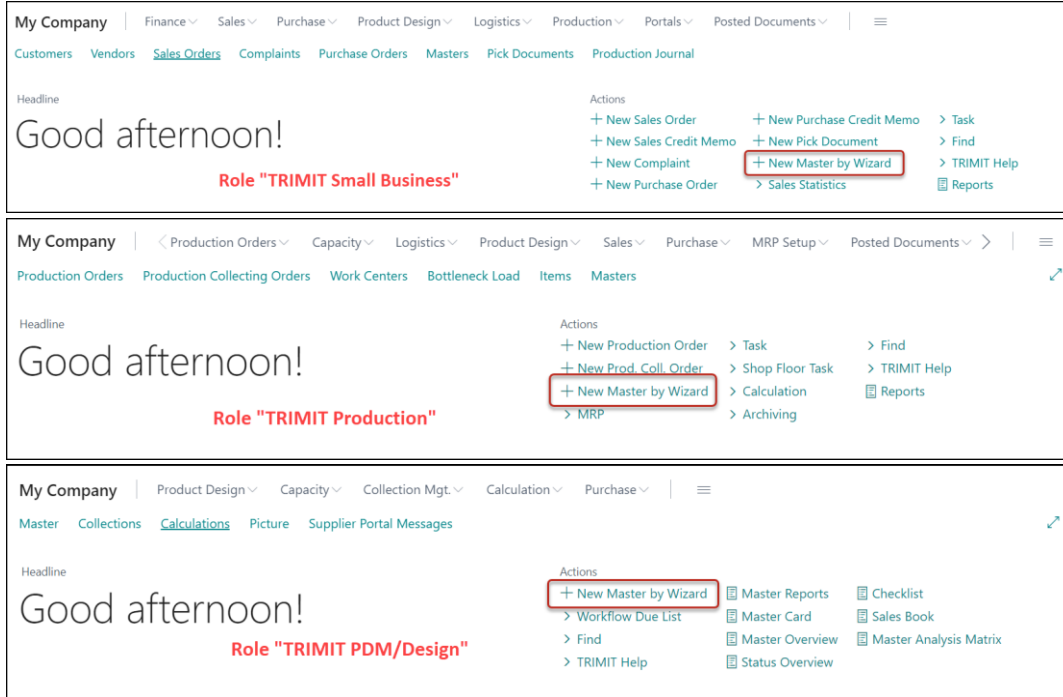 My Company Finance Sales Purchase Product Design Logistics Production Portals Posted Documents
Customers Vendors Sales Orders Complaints Purchase Orders Masters Pick Documents Production Journal
Headline
Good afternoon!
Role "TRIMIT Small Business"
Actions
+ New Sales Order + New Purchase Credit Memo > Task
+ New Sales Credit Memo + New Pick Document > Find
+ New Complaint + New Master by Wizard > TRIMIT Help
+ New Purchase Order > Sales Statistics Reports
My Company Production Orders Capacity Logistics Product Design Sales Purchase MRP Setup Posted Documents
Production Orders Production Collecting Orders Work Centers Bottleneck Load Items Masters
Headline
Good afternoon!
Role "TRIMIT Production"
Actions
+ New Production Order > Task > Find
+ New Prod. Coll. Order > Shop Floor Task > TRIMIT Help
+ New Master by Wizard > Calculation Reports
> MRP > Archiving
My Company Product Design Capacity Collection Mgt. Calculation Purchase
Master Collections Calculations Picture Supplier Portal Messages
Headline
Good afternoon!
Role "TRIMIT PDM/Design"
Actions
+ New Master by Wizard Master Reports Checklist
> Workflow Due List Master Card Sales Book
> Find Master Overview Master Analysis Matrix
> TRIMIT Help Status Overview